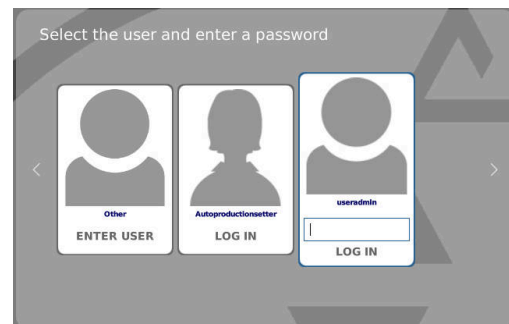 Select the user and enter a password
Other
ENTER USER
Autoproductionsetter
LOG IN
useradmin
LOG IN